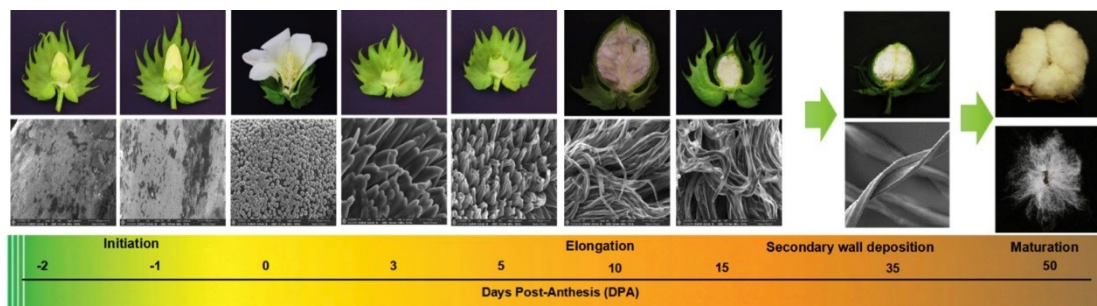 Initiation Elongation Secondary wall deposition Maturation
-2 -1 0 3 5 10 15 35 50
Days Post-Anthesis (DPA)